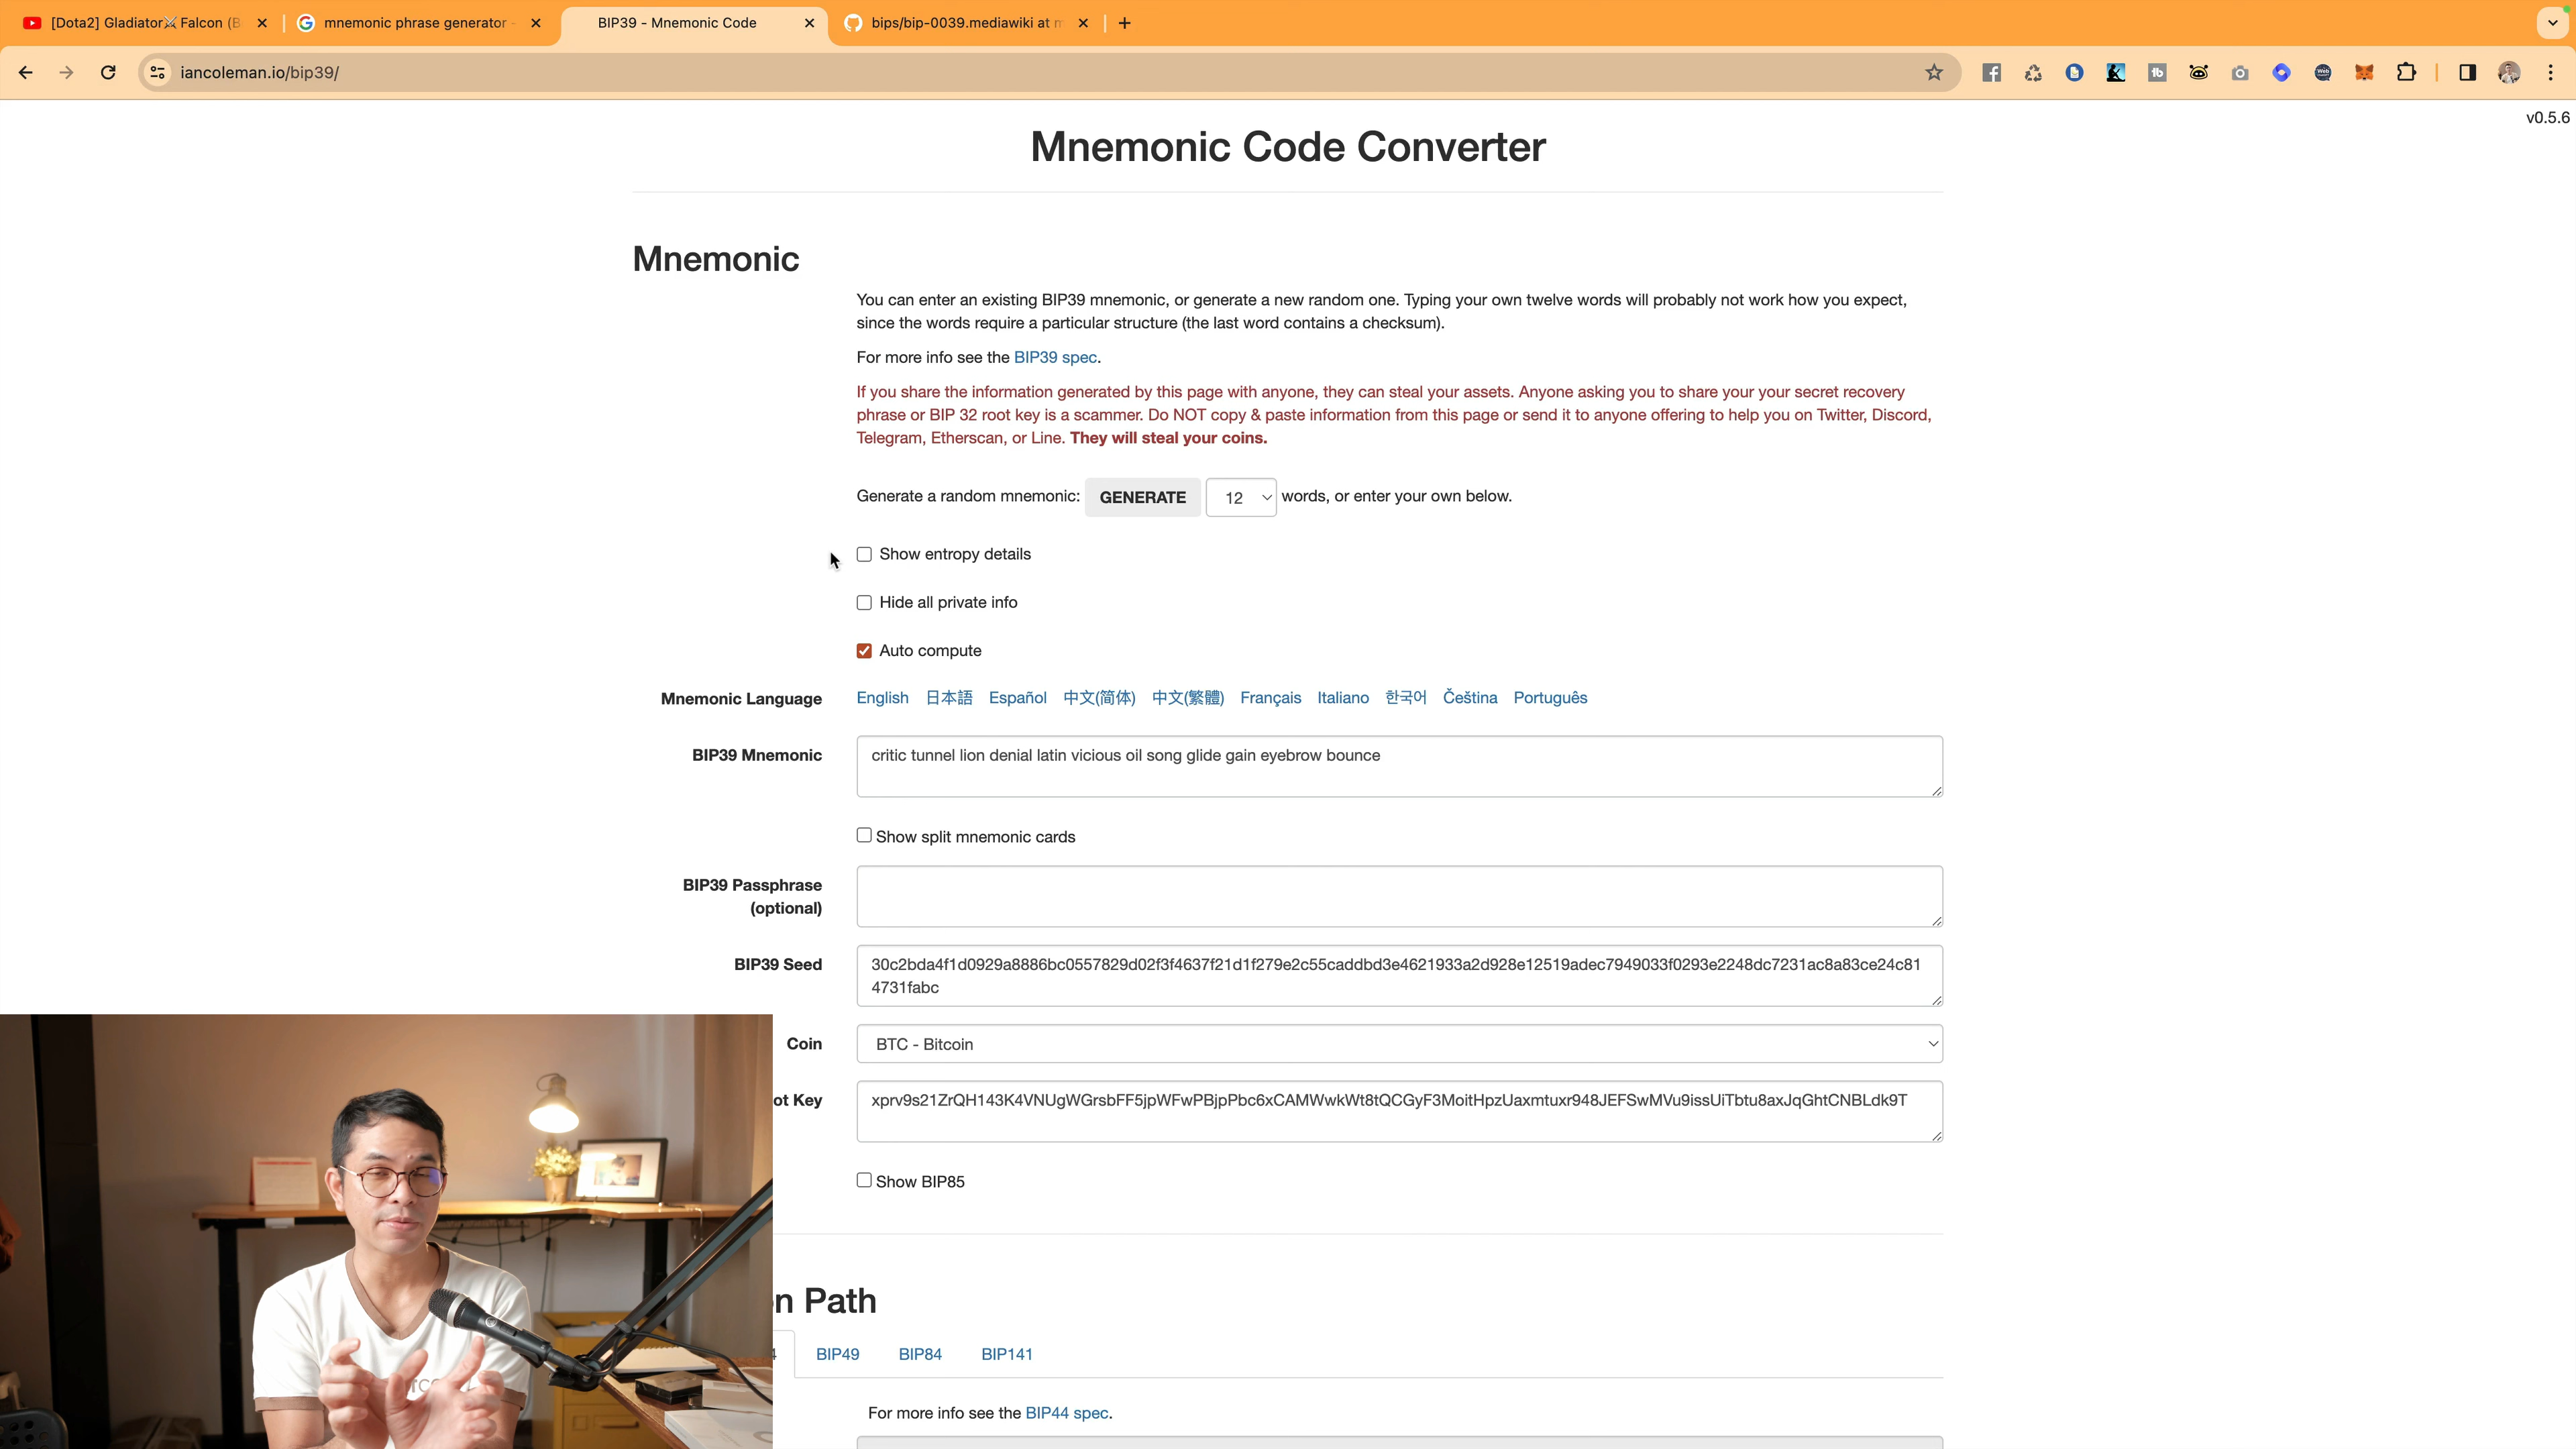 [Dota2] Gladiator⚔ Falcon (B
mnemonic phrase generator -
BIP39 - Mnemonic Code
bips/bip-0039.mediawiki at m
iancoleman.io/bip39/
v0.5.6
Mnemonic Code Converter
Mnemonic
You can enter an existing BIP39 mnemonic, or generate a new random one. Typing your own twelve words will probably not work how you expect,
since the words require a particular structure (the last word contains a checksum).
For more info see the BIP39 spec.
If you share the information generated by this page with anyone, they can steal your assets. Anyone asking you to share your your secret recovery
phrase or BIP 32 root key is a scammer. Do NOT copy & paste information from this page or send it to anyone offering to help you on Twitter, Discord,
Telegram, Etherscan, or Line. They will steal your coins.
Generate a random mnemonic: GENERATE 12 words, or enter your own below.
Show entropy details
Hide all private info
Auto compute
Mnemonic Language English 日本語 Español 中文(简体) 中文(繁體) Français Italiano 한국어 Čeština Português
BIP39 Mnemonic critic tunnel lion denial latin vicious oil song glide gain eyebrow bounce
Show split mnemonic cards
BIP39 Passphrase
(optional)
BIP39 Seed 30c2bda4f1d0929a8886bc0557829d02f3f4637f21d1f279e2c55caddbd3e4621933a2d928e12519adec7949033f0293e2248dc7231ac8a83ce24c81
4731fabc
Coin BTC - Bitcoin
ot Key xprv9s21ZrQH143K4VNUgWGrsbFF5jpWFwPBjpPbc6xCAMWwkWt8tQCGyF3MoitHpzUaxmtuxr948JEFSwMVu9issUiTbtu8axJqGhtCNBLdk9T
Show BIP85
n Path
4 BIP49 BIP84 BIP141
For more info see the BIP44 spec.